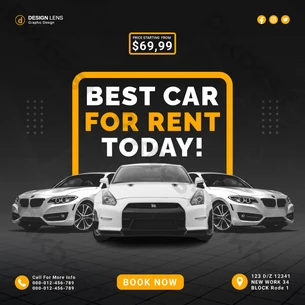 DESIGN LENS
Graphic Design
PRICE STARTING FROM
$69,99
BEST CAR
FOR RENT
TODAY!
Call For More Info
000-012-456-789
000-012-456-789
BOOK NOW
123 D/Z 12341
NEW WORK 34
BLOCK Rode 1